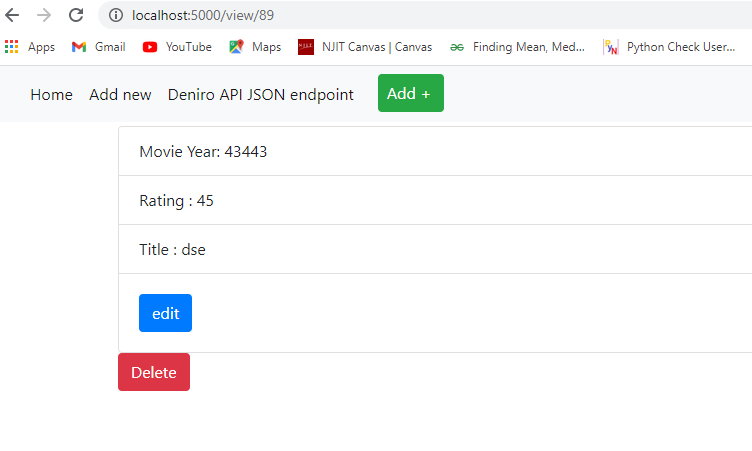 localhost:5000/view/89
Apps Gmail YouTube Maps NJIT Canvas | Canvas Finding Mean, Med... Python Check User...
Home Add new Deniro API JSON endpoint Add +
Movie Year: 43443
Rating : 45
Title : dse
edit
Delete